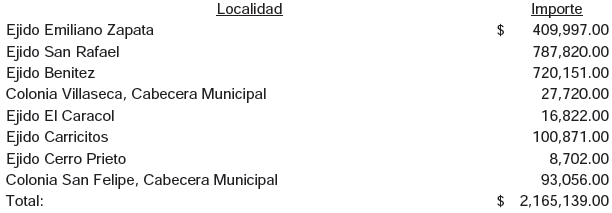 Localidad Importe
Ejido Emiliano Zapata $ 409,997.00
Ejido San Rafael 787,820.00
Ejido Benitez 720,151.00
Colonia Villaseca, Cabecera Municipal 27,720.00
Ejido El Caracol 16,822.00
Ejido Carricitos 100,871.00
Ejido Cerro Prieto 8,702.00
Colonia San Felipe, Cabecera Municipal 93,056.00
Total: $ 2,165,139.00